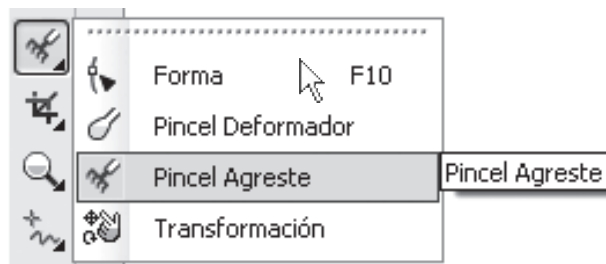 Forma F10
Pincel Deformador
Pincel Agreste Pincel Agreste
Transformación